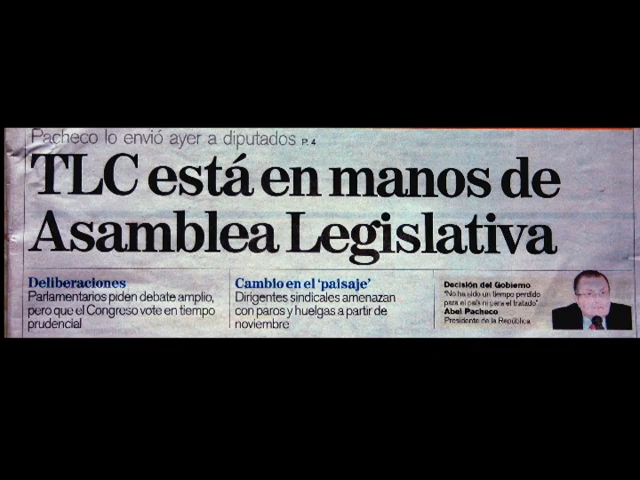 Pacheco lo envió ayer a diputados P. 4
TLC está en manos de
Asamblea Legislativa
Deliberaciones
Parlamentarios piden debate amplio,
pero que el Congreso vote en tiempo
prudencial
Cambio en el 'paisaje'
Dirigentes sindicales amenazan
con paros y huelgas a partir de
noviembre
Decisión del Gobierno
"No ha sido un tiempo perdido
para el país ni para el tratado"
Abel Pacheco
Presidente de la República